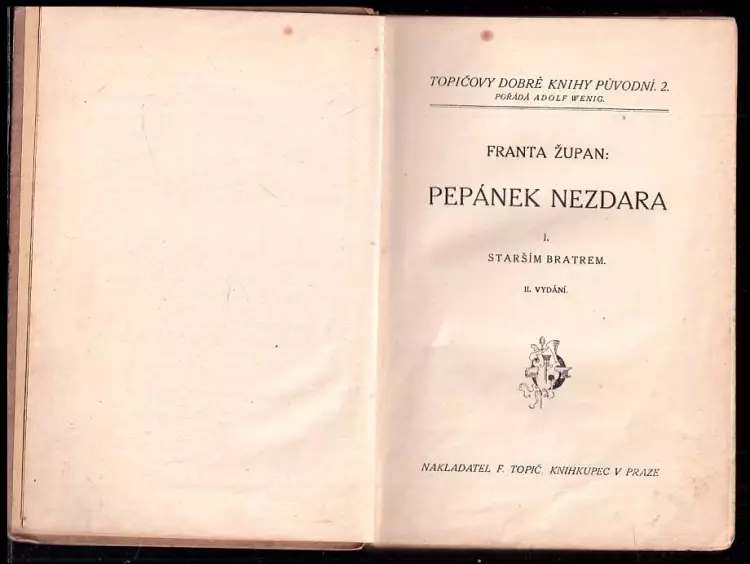 TOPIČOVY DOBRÉ KNIHY PŮVODNÍ. 2.
POŘÁDÁ ADOLF WENIG.
FRANTA ŽUPAN:
PEPÁNEK NEZDARA
I.
STARŠÍM BRATREM.
II. VYDÁNÍ.
NAKLADATEL F. TOPIČ KNIHKUPEC V PRAZE